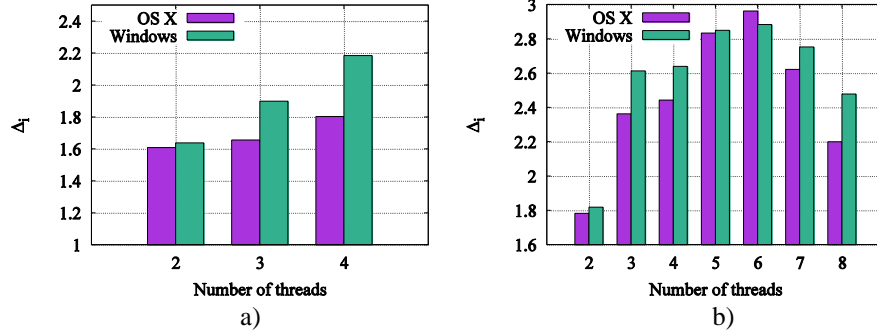 2.4
2.2
2
1.8
1.6
1.4
1.2
1
Δi
OS X
Windows
2 3 4
Number of threads
a)
3
2.8
2.6
2.4
2.2
2
1.8
1.6
Δi
OS X
Windows
2 3 4 5 6 7 8
Number of threads
b)